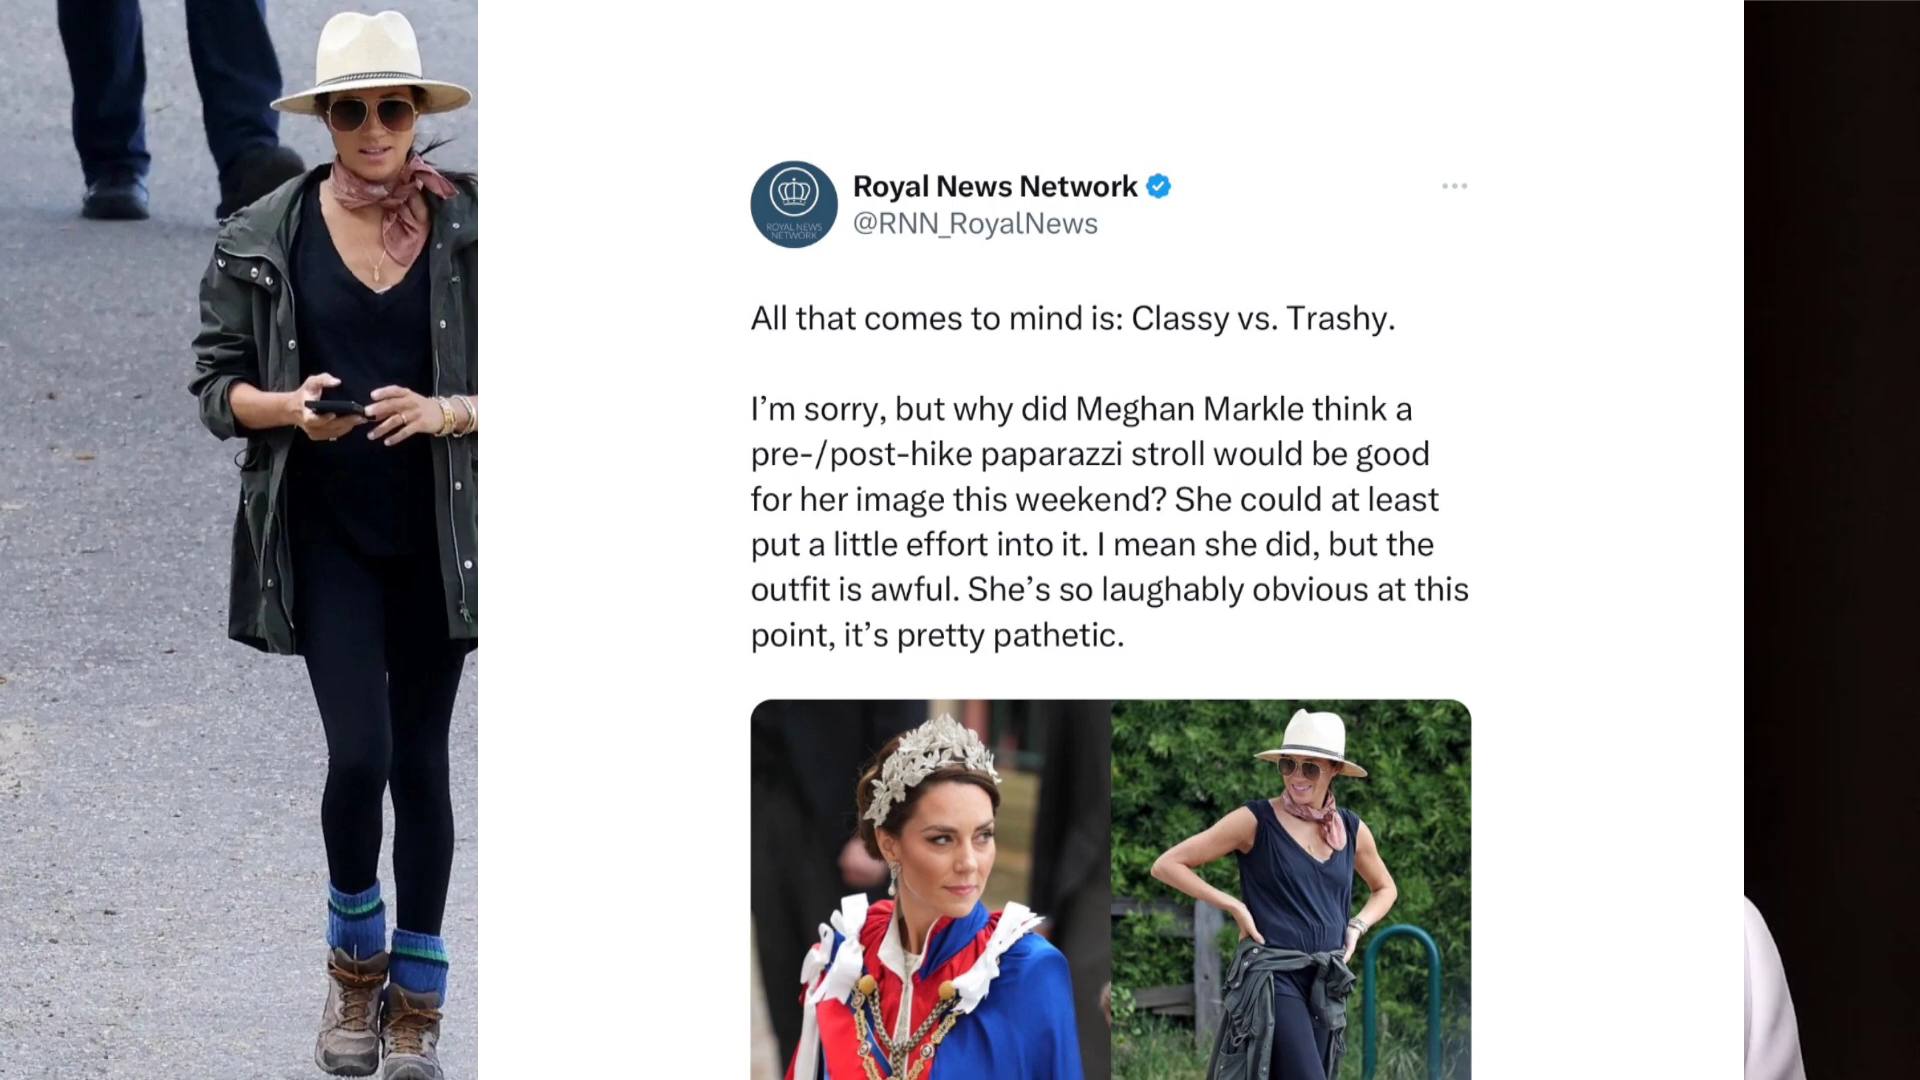 Royal News Network
@RNN_RoyalNews
ROYAL NEWS
NETWORK
All that comes to mind is: Classy vs. Trashy.
I’m sorry, but why did Meghan Markle think a
pre-/post-hike paparazzi stroll would be good
for her image this weekend? She could at least
put a little effort into it. I mean she did, but the
outfit is awful. She’s so laughably obvious at this
point, it’s pretty pathetic.